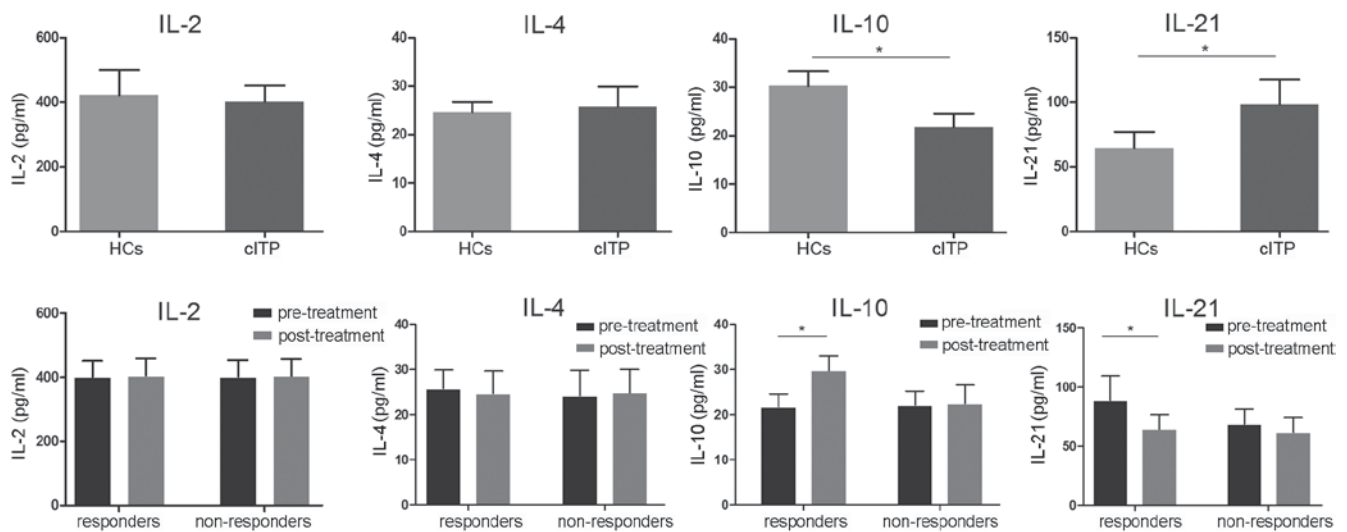 IL-2
IL-4
IL-10
IL-21
IL-2 (pg/ml)
600
400
200
0
HCs
cITP
IL-4 (pg/ml)
40
30
20
10
0
HCs
cITP
IL-10 (pg/ml)
40
30
20
10
0
*
HCs
cITP
IL-21 (pg/ml)
150
100
50
0
*
HCs
cITP
IL-2
IL-4
IL-10
IL-21
IL-2 (pg/ml)
600
400
200
0
pre-treatment
post-treatment
responders
non-responders
IL-4 (pg/ml)
40
30
20
10
0
pre-treatment
post-treatment
responders
non-responders
IL-10 (pg/ml)
40
30
20
10
0
*
pre-treatment
post-treatment
responders
non-responders
IL-21 (pg/ml)
150
100
50
0
*
pre-treatment
post-treatment
responders
non-responders